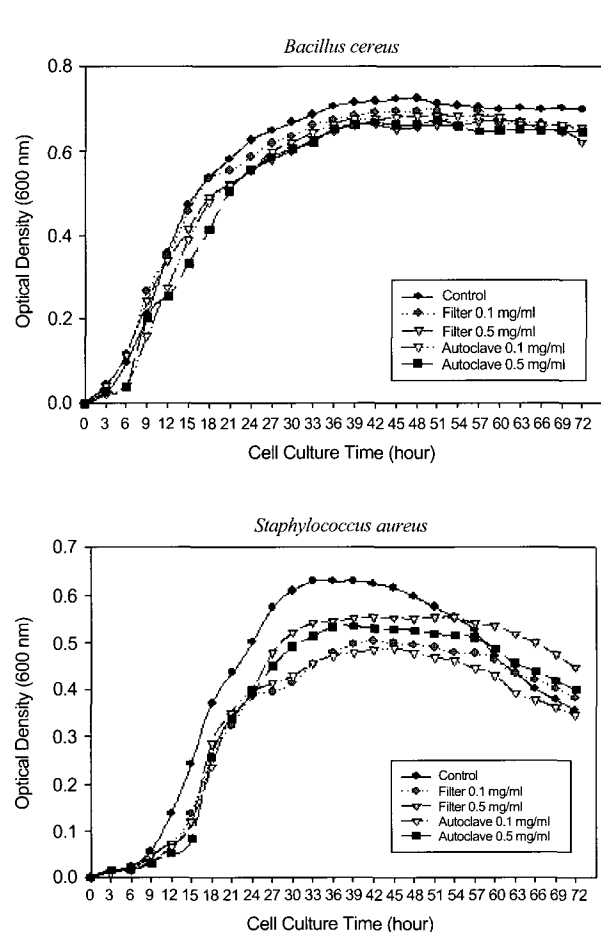 Bacillus cereus
0.8
0.6
0.4
0.2
0.0
Optical Density (600 nm)
Control
Filter 0.1 mg/ml
Filter 0.5 mg/ml
Autoclave 0.1 mg/ml
Autoclave 0.5 mg/ml
0 3 6 9 12 15 18 21 24 27 30 33 36 39 42 45 48 51 54 57 60 63 66 69 72
Cell Culture Time (hour)
Staphylococcus aureus
0.7
0.6
0.5
0.4
0.3
0.2
0.1
0.0
Optical Density (600 nm)
Control
Filter 0.1 mg/ml
Filter 0.5 mg/ml
Autoclave 0.1 mg/ml
Autoclave 0.5 mg/ml
0 3 6 9 12 15 18 21 24 27 30 33 36 39 42 45 48 51 54 57 60 63 66 69 72
Cell Culture Time (hour)